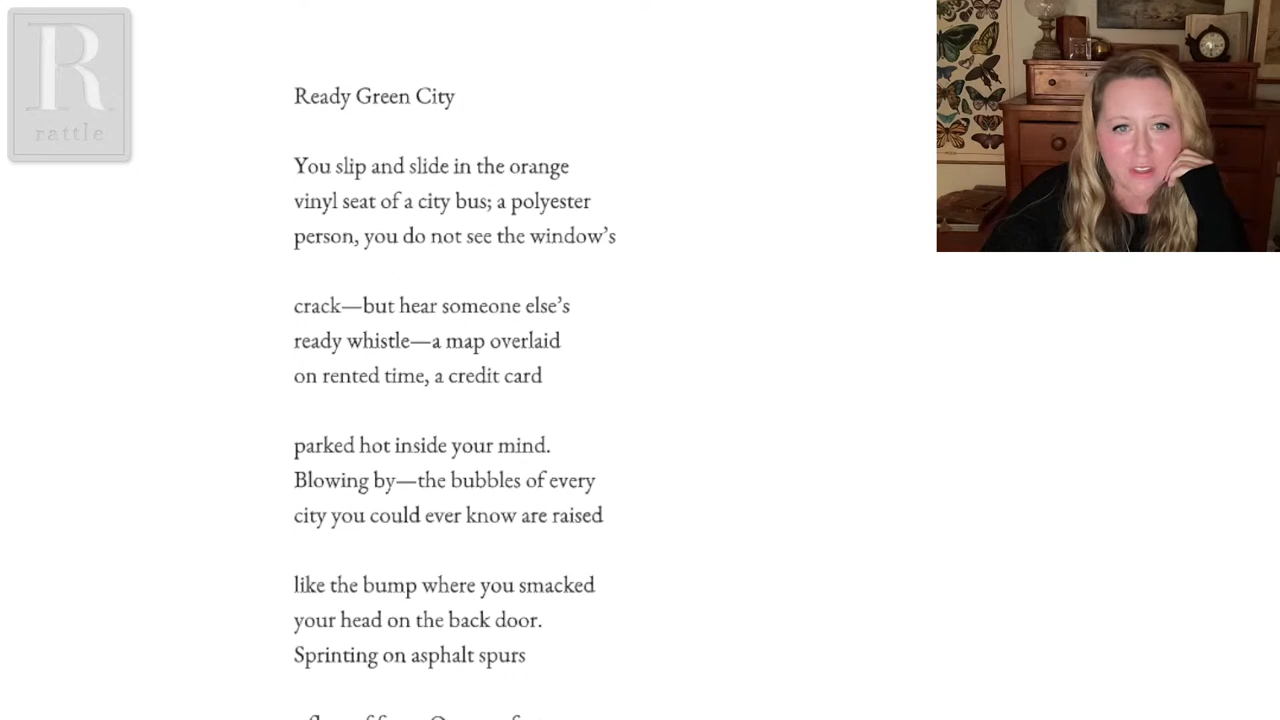 R
rattle
Ready Green City
You slip and slide in the orange
vinyl seat of a city bus; a polyester
person, you do not see the window’s
crack—but hear someone else’s
ready whistle—a map overlaid
on rented time, a credit card
parked hot inside your mind.
Blowing by—the bubbles of every
city you could ever know are raised
like the bump where you smacked
your head on the back door.
Sprinting on asphalt spurs